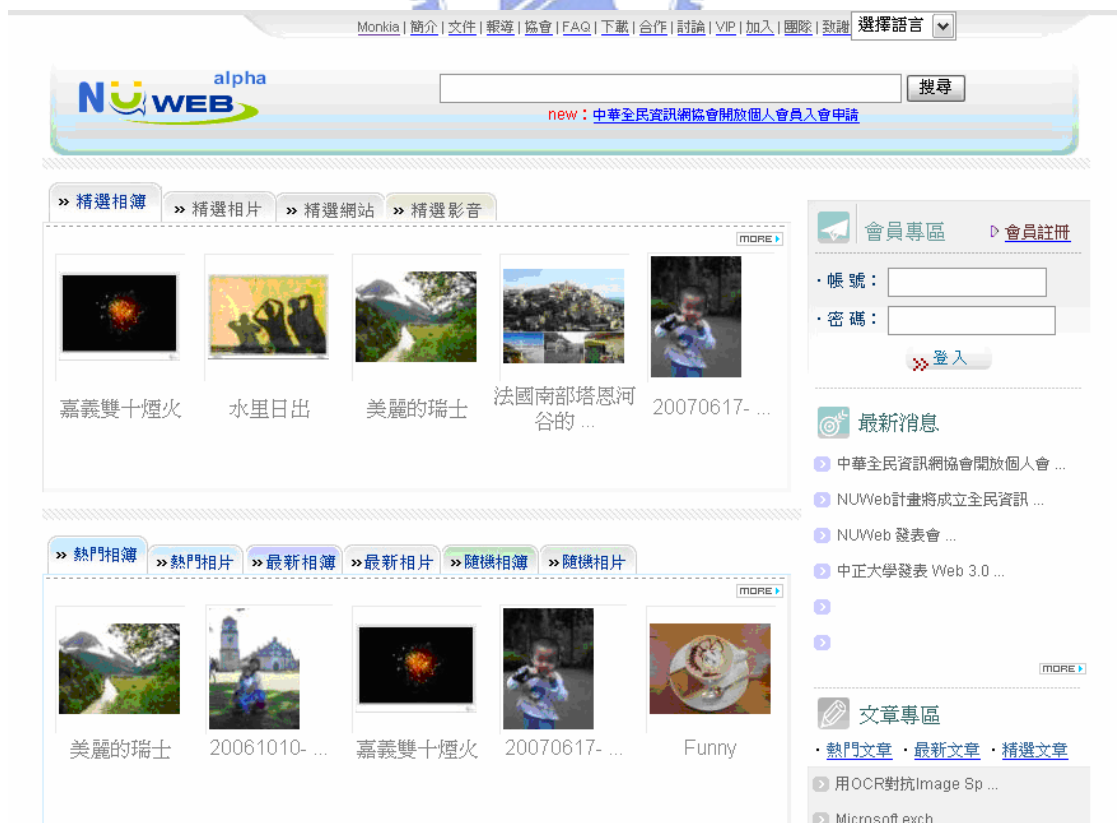 Monkia | 簡介 | 文件 | 報導 | 協會 | FAQ | 下載 | 合作 | 討論 | VIP | 加入 | 團隊 | 致謝 選擇語言
NUWEB alpha
搜尋
new：中華全民資訊網協會開放個人會員入會申請
» 精選相簿 » 精選相片 » 精選網站 » 精選影音
MORE
嘉義雙十煙火 水里日出 美麗的瑞士 法國南部塔恩河谷的 ... 20070617- ...
» 熱門相簿 »熱門相片 »最新相簿 »最新相片 »隨機相簿 »隨機相片
MORE
美麗的瑞士 20061010- ... 嘉義雙十煙火 20070617- ... Funny
會員專區 會員註冊
‧帳 號：
‧密 碼：
登入
最新消息
中華全民資訊網協會開放個人會 ...
NUWeb計畫將成立全民資訊 ...
NUWeb 發表會 ...
中正大學發表 Web 3.0 ...
MORE
文章專區
‧熱門文章 ‧最新文章 ‧精選文章
用OCR對抗Image Sp ...
Microsoft exch